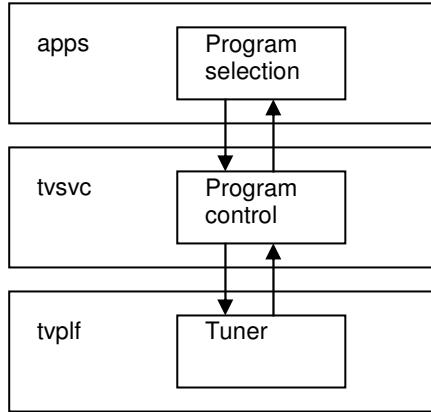 apps
Program
selection
tvsvc
Program
control
tvplf
Tuner